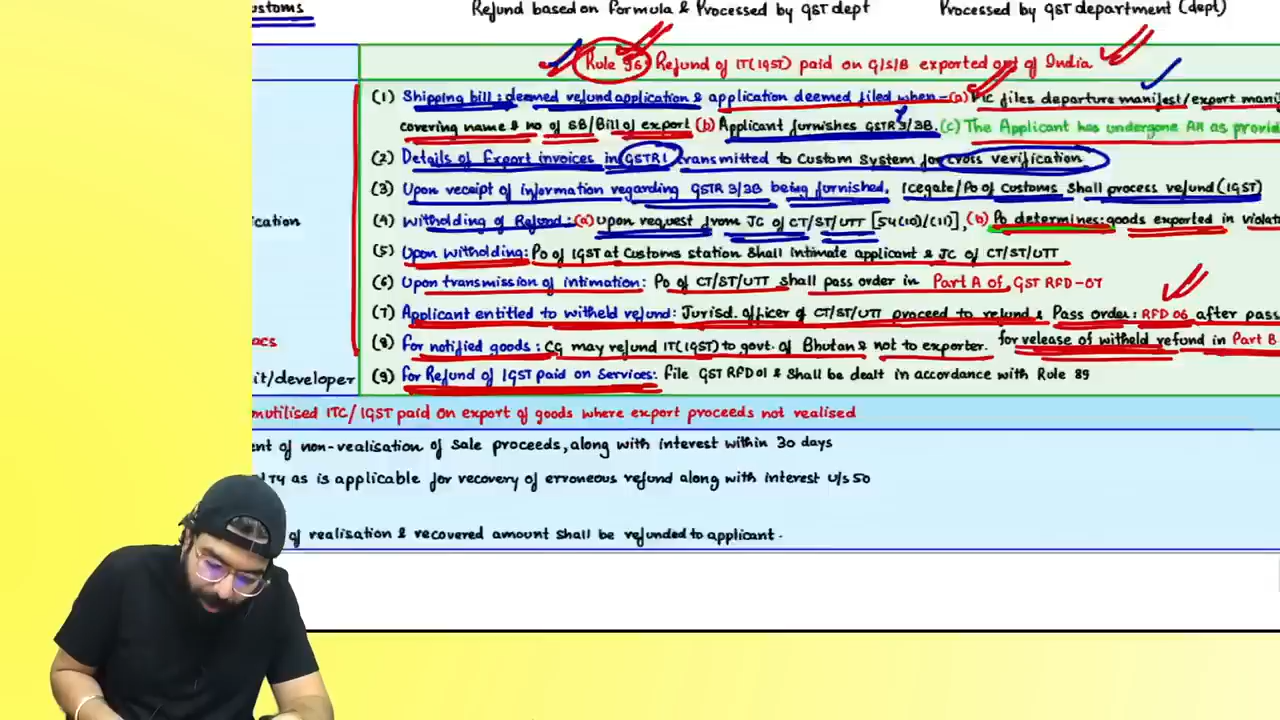 ustoms
Refund based on Formula & Processed by GST dept
Processed by GST department (dept)
Rule 96: Refund of IT(IGST) paid on G/S/B exported out of India
(1) Shipping bill: deemed refund application & application deemed filed when-(a) PIC files departure manifest/export mani
covering name & no of SB/Bill of export (b) Applicant furnishes GSTR 3/3B, (c) The Applicant has undergone AA as provide
(2) Details of Export invoices in GSTR1 transmitted to Custom System for cross verification
(3) Upon receipt of information regarding GSTR 3/3B being furnished, Icegate/Po of Customs shall process refund (IGST)
ication
(4) Witholding of Refund: (a) Upon request from JC of CT/ST/UTT [54(10)/(11)], (b) Po determines: goods exported in violat
(5) Upon witholding: Po of IGST at Customs station shall intimate applicant & JC of CT/ST/UTT
(6) Upon transmission of intimation: Po of CT/ST/UTT shall pass order in Part A of GST RFD-07
(7) Applicant entitled to witheld refund: Jurisd. officer of CT/ST/UTT proceed to refund & Pass order: RFD 06 after pass
acs
(8) For notified goods: CG may refund IT(IGST) to govt. of Bhutan & not to exporter. for release of witheld refund in Part B
it/developer
(9) For Refund of IGST paid on Services: File GST RFD 01 & shall be dealt in accordance with Rule 89
nutilised ITC/IGST paid on export of goods where export proceeds not realised
ent of non-realisation of sale proceeds, along with interest within 30 days
as is applicable for recovery of erroneous refund along with interest u/s 50
of realisation & recovered amount shall be refunded to applicant.